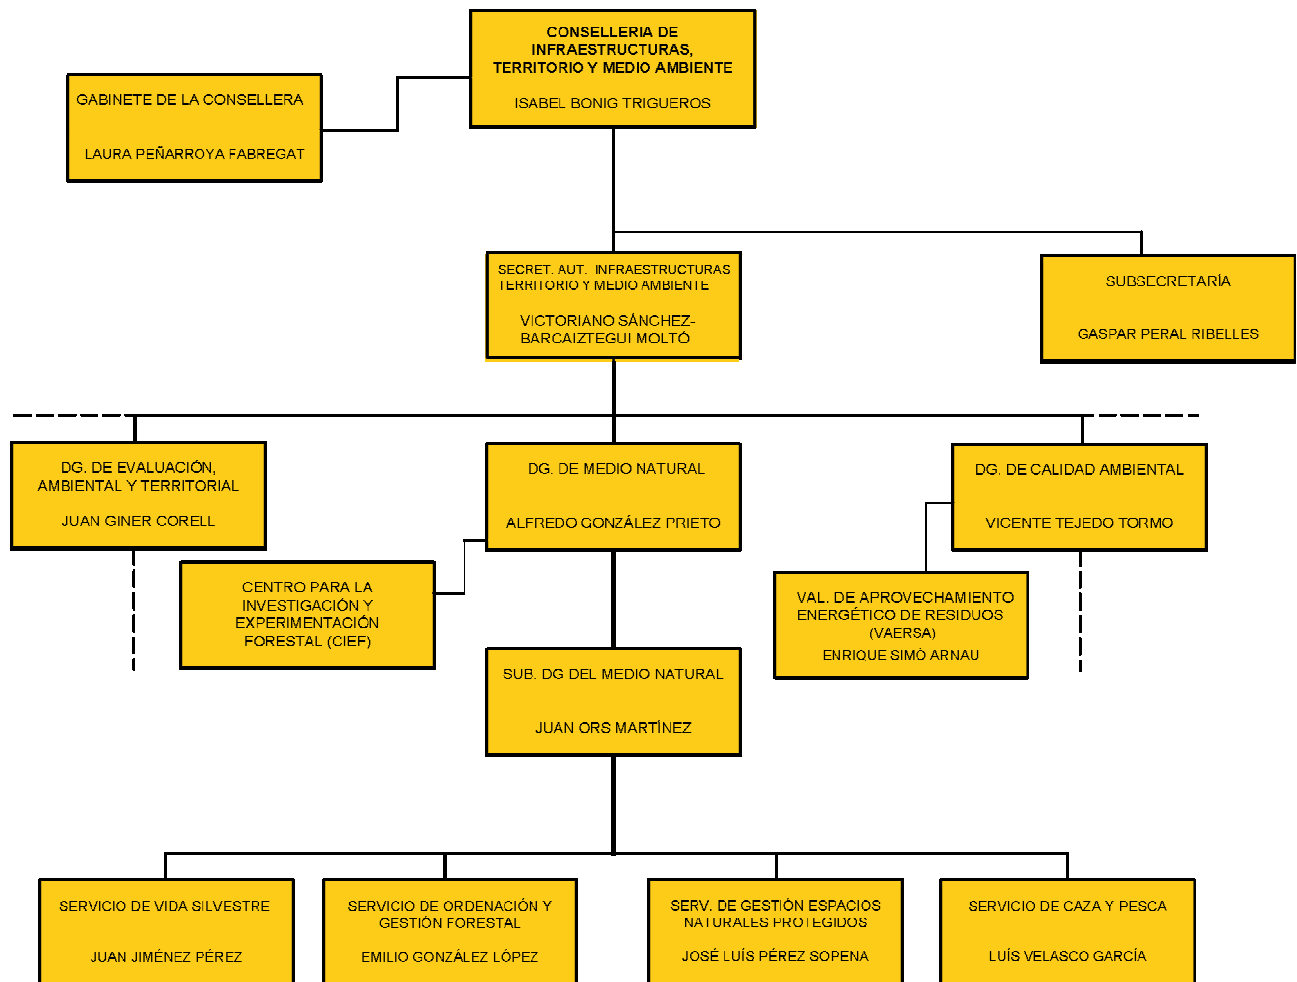 CONSELLERIA DE
INFRAESTRUCTURAS,
TERRITORIO Y MEDIO AMBIENTE
ISABEL BONIG TRIGUEROS
GABINETE DE LA CONSELLERA
LAURA PEÑARROYA FABREGAT
SECRET. AUT. INFRAESTRUCTURAS
TERRITORIO Y MEDIO AMBIENTE
VICTORIANO SÁNCHEZ-
BARCAIZTEGUI MOLTÓ
SUBSECRETARÍA
GASPAR PERAL RIBELLES
DG. DE EVALUACIÓN,
AMBIENTAL Y TERRITORIAL
JUAN GINER CORELL
DG. DE MEDIO NATURAL
ALFREDO GONZÁLEZ PRIETO
DG. DE CALIDAD AMBIENTAL
VICENTE TEJEDO TORMO
CENTRO PARA LA
INVESTIGACIÓN Y
EXPERIMENTACIÓN
FORESTAL (CIEF)
VAL. DE APROVECHAMIENTO
ENERGÉTICO DE RESIDUOS
(VAERSA)
ENRIQUE SIMÓ ARNAU
SUB. DG DEL MEDIO NATURAL
JUAN ORS MARTÍNEZ
SERVICIO DE VIDA SILVESTRE
JUAN JIMÉNEZ PÉREZ
SERVICIO DE ORDENACIÓN Y
GESTIÓN FORESTAL
EMILIO GONZÁLEZ LÓPEZ
SERV. DE GESTIÓN ESPACIOS
NATURALES PROTEGIDOS
JOSÉ LUÍS PÉREZ SOPENA
SERVICIO DE CAZA Y PESCA
LUÍS VELASCO GARCÍA